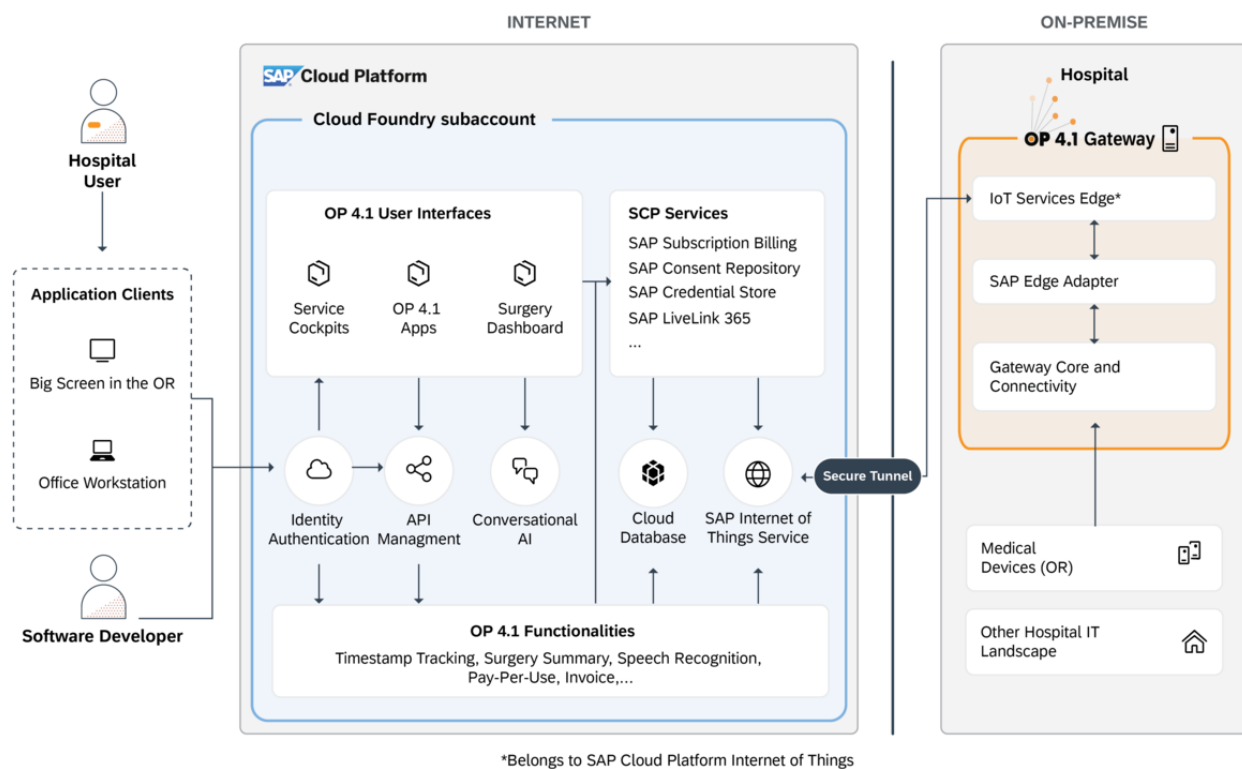 INTERNET
ON-PREMISE
SAP Cloud Platform
Cloud Foundry subaccount
Hospital
User
Application Clients
Big Screen in the OR
Office Workstation
Software Developer
OP 4.1 User Interfaces
Service
Cockpits
OP 4.1
Apps
Surgery
Dashboard
SCP Services
SAP Subscription Billing
SAP Consent Repository
SAP Credential Store
SAP LiveLink 365
...
Identity
Authentication
API
Managment
Conversational
AI
Cloud
Database
SAP Internet of
Things Service
Secure Tunnel
OP 4.1 Functionalities
Timestamp Tracking, Surgery Summary, Speech Recognition,
Pay-Per-Use, Invoice,...
Hospital
OP 4.1 Gateway
IoT Services Edge*
SAP Edge Adapter
Gateway Core and
Connectivity
Medical
Devices (OR)
Other Hospital IT
Landscape
*Belongs to SAP Cloud Platform Internet of Things